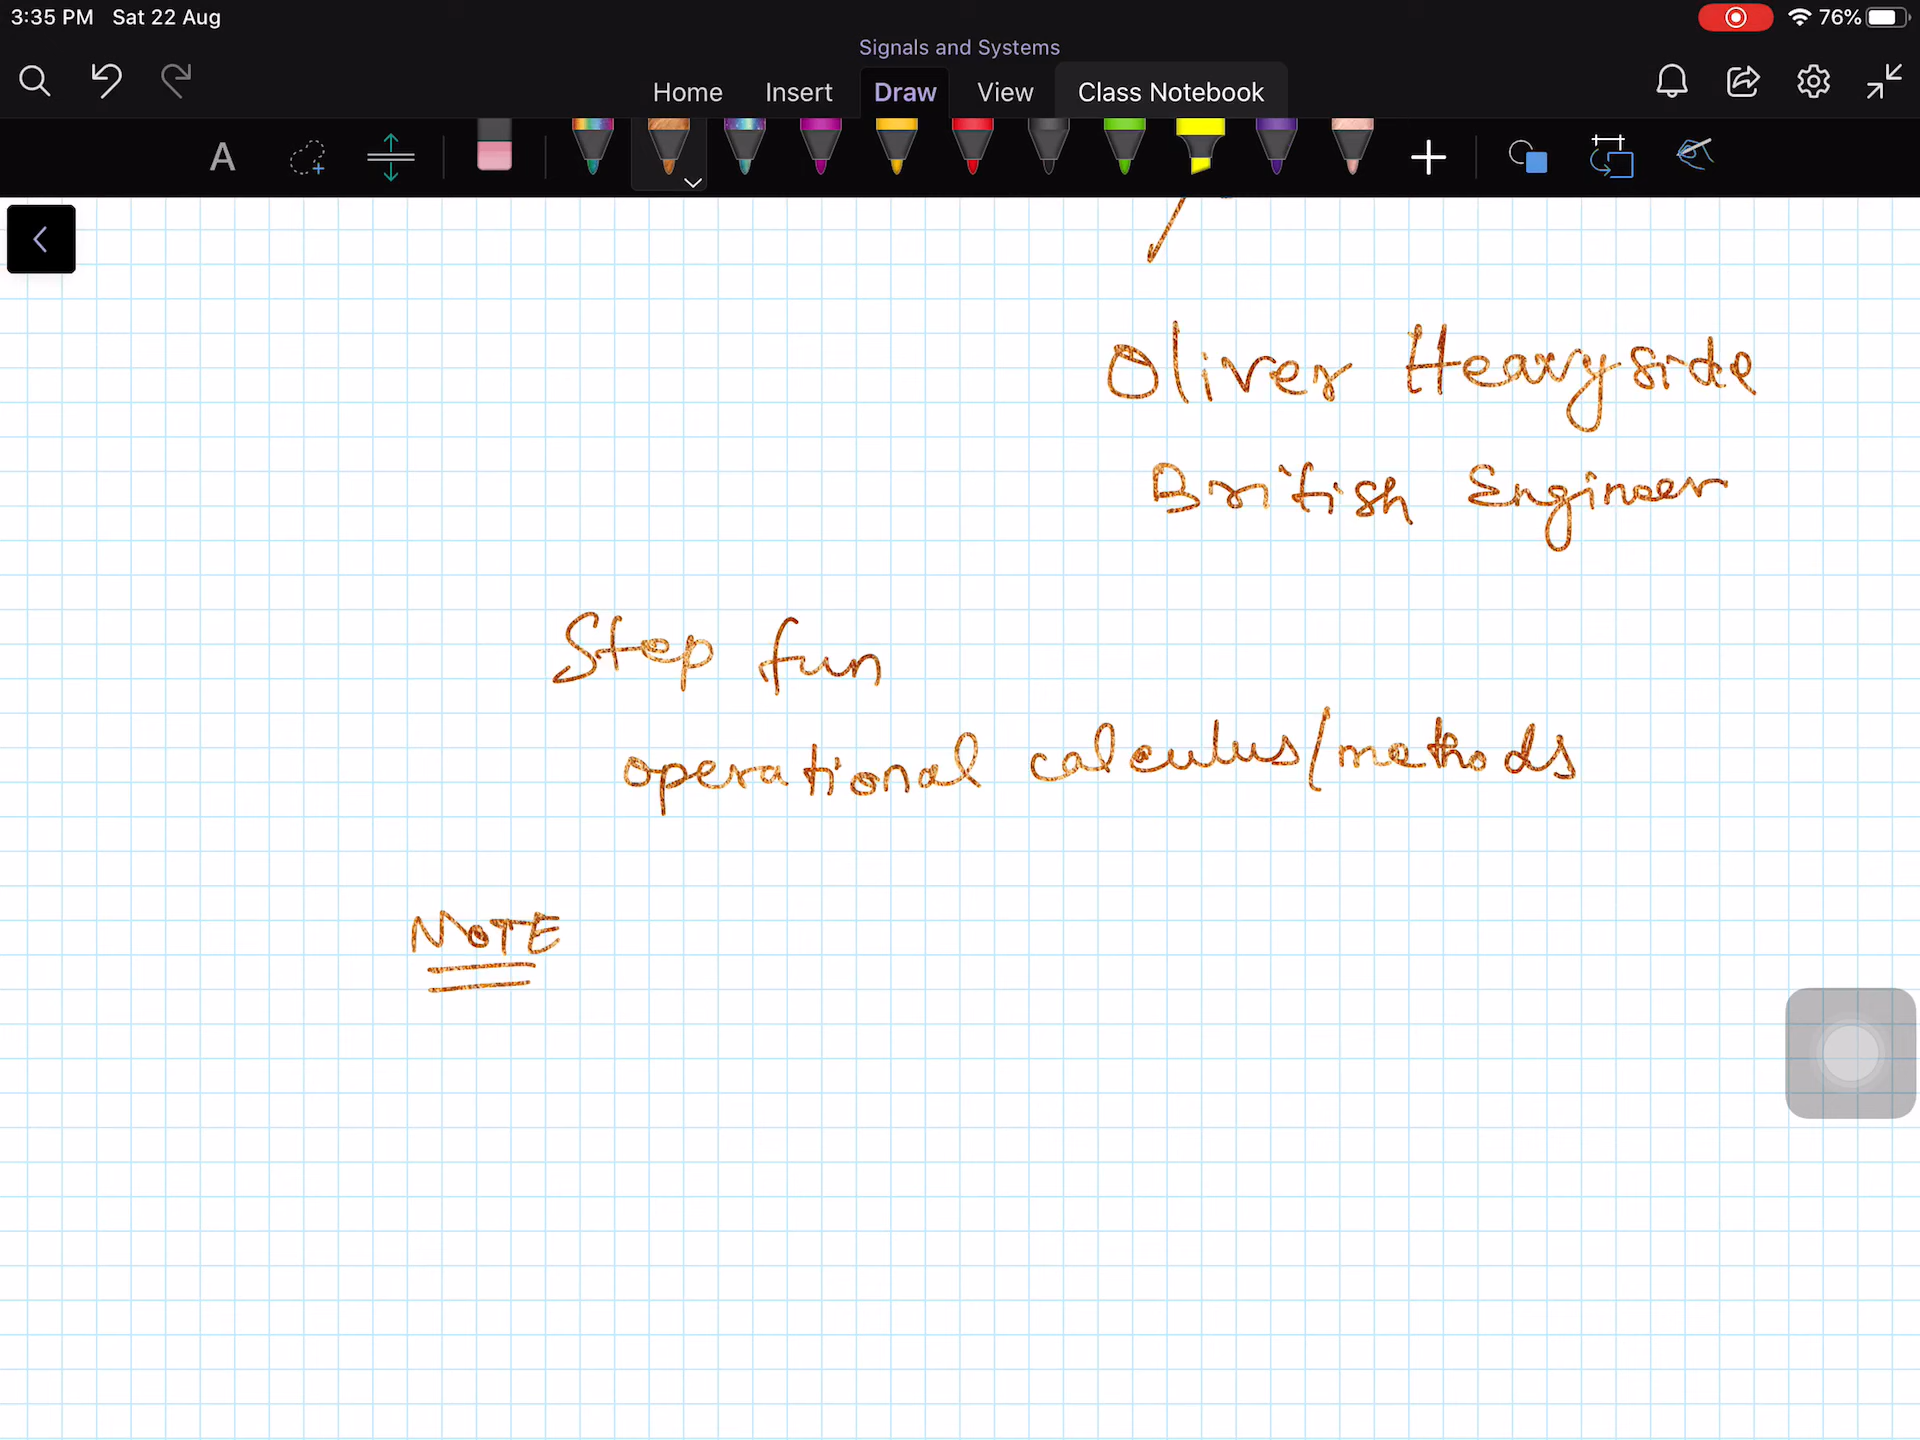 3:35 PM Sat 22 Aug 76%
Signals and Systems
Home Insert Draw View Class Notebook
A
Oliver Heavyside
British Engineer
Step fun
operational calculus/methods
NOTE